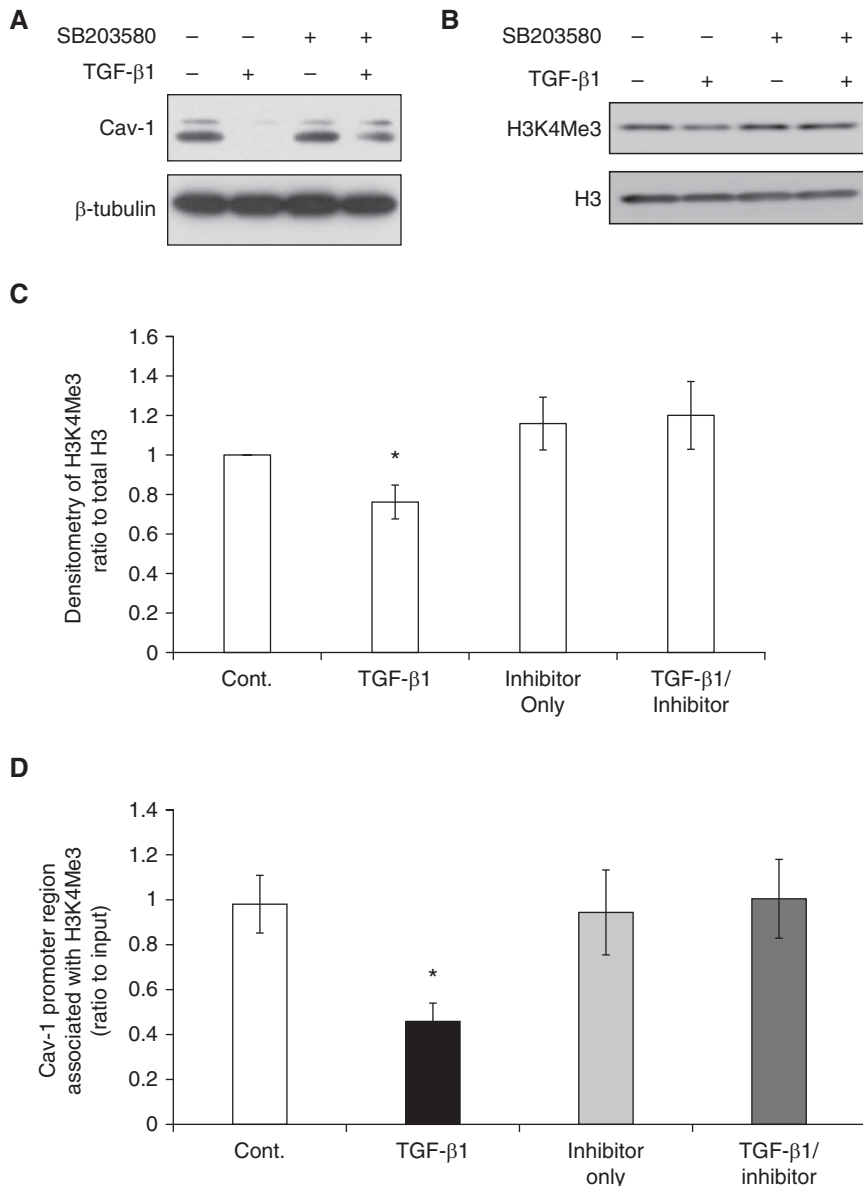 A
SB203580 – – + +
TGF-β1 – + – +
Cav-1
β-tubulin
B
SB203580 – – + +
TGF-β1 – + – +
H3K4Me3
H3
C
Densitometry of H3K4Me3
ratio to total H3
1.6
1.4
1.2
1
0.8
0.6
0.4
0.2
0
*
Cont. TGF-β1 Inhibitor TGF-β1/
Only Inhibitor
D
Cav-1 promoter region
associated with H3K4Me3
(ratio to input)
1.4
1.2
1
0.8
0.6
0.4
0.2
0
*
Cont. TGF-β1 Inhibitor TGF-β1/
only inhibitor